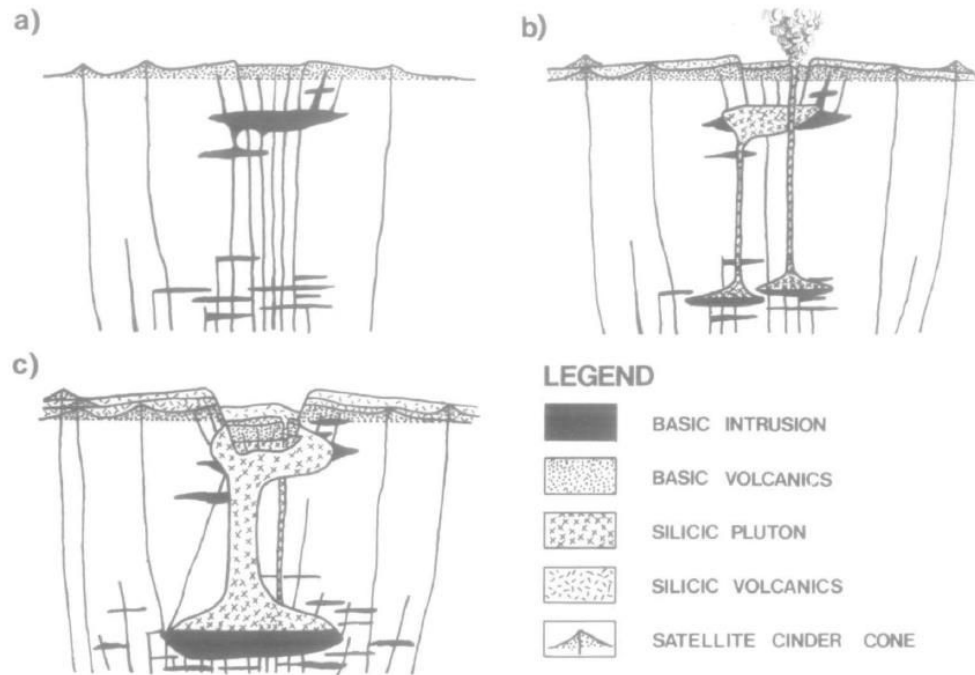 a)
b)
c)
LEGEND
BASIC INTRUSION
BASIC VOLCANICS
SILICIC PLUTON
SILICIC VOLCANICS
SATELLITE CINDER CONE